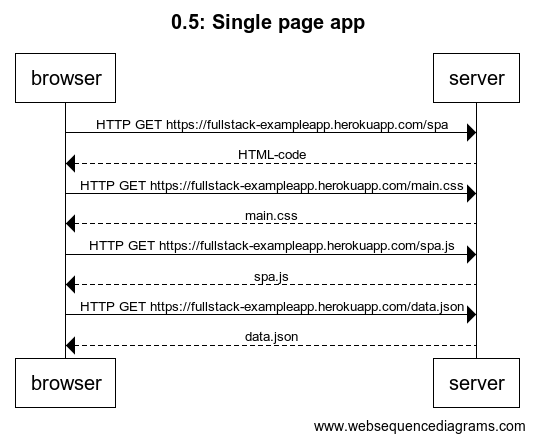 0.5: Single page app
browser
server
HTTP GET https://fullstack-exampleapp.herokuapp.com/spa
HTML-code
HTTP GET https://fullstack-exampleapp.herokuapp.com/main.css
main.css
HTTP GET https://fullstack-exampleapp.herokuapp.com/spa.js
spa.js
HTTP GET https://fullstack-exampleapp.herokuapp.com/data.json
data.json
browser
server
www.websequencediagrams.com